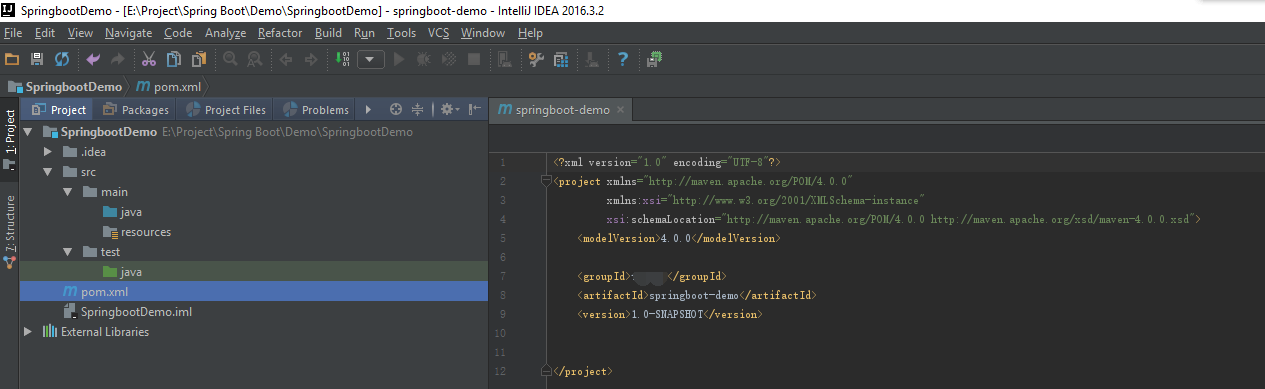 SpringbootDemo - [E:\Project\Spring Boot\Demo\SpringbootDemo] - springboot-demo - IntelliJ IDEA 2016.3.2
File Edit View Navigate Code Analyze Refactor Build Run Tools VCS Window Help
SpringbootDemo pom.xml
Project Packages Project Files Problems
springboot-demo
1: Project
7: Structure
SpringbootDemo E:\Project\Spring Boot\Demo\SpringbootDemo
.idea
src
main
java
resources
test
java
pom.xml
SpringbootDemo.iml
External Libraries
1 <?xml version="1.0" encoding="UTF-8"?>
2 <project xmlns="http://maven.apache.org/POM/4.0.0"
3 xmlns:xsi="http://www.w3.org/2001/XMLSchema-instance"
4 xsi:schemaLocation="http://maven.apache.org/POM/4.0.0 http://maven.apache.org/xsd/maven-4.0.0.xsd">
5 <modelVersion>4.0.0</modelVersion>
6
7 <groupId></groupId>
8 <artifactId>springboot-demo</artifactId>
9 <version>1.0-SNAPSHOT</version>
10
11
12 </project>